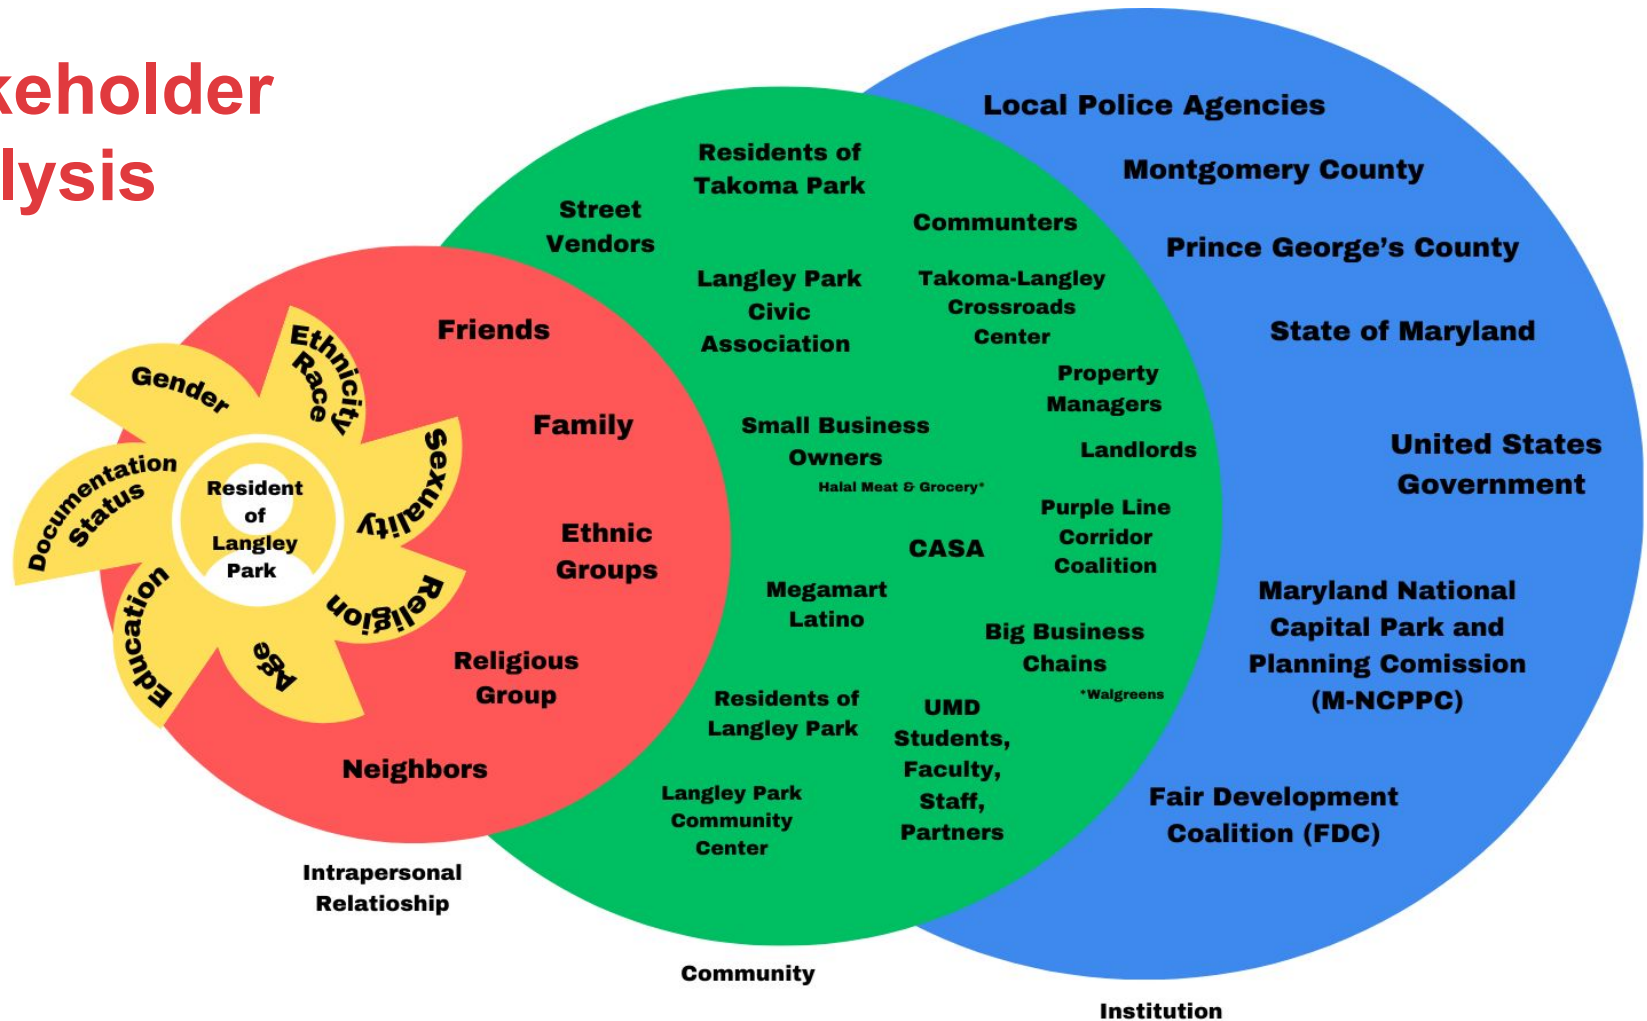 keholder
lysis
Gender
Ethnicity
Race
Sexuality
Religion
Age
Education
Documentation
Status
Resident
of
Langley
Park
Friends
Family
Ethnic
Groups
Religious
Group
Neighbors
Intrapersonal
Relatioship
Residents of
Takoma Park
Street
Vendors
Communters
Langley Park
Civic
Association
Takoma-Langley
Crossroads
Center
Property
Managers
Landlords
Small Business
Owners
Halal Meat & Grocery*
Purple Line
Corridor
Coalition
CASA
Megamart
Latino
Big Business
Chains
*Walgreens
Residents of
Langley Park
UMD
Students,
Faculty,
Staff,
Partners
Langley Park
Community
Center
Community
Local Police Agencies
Montgomery County
Prince George’s County
State of Maryland
United States
Government
Maryland National
Capital Park and
Planning Comission
(M-NCPPC)
Fair Development
Coalition (FDC)
Institution